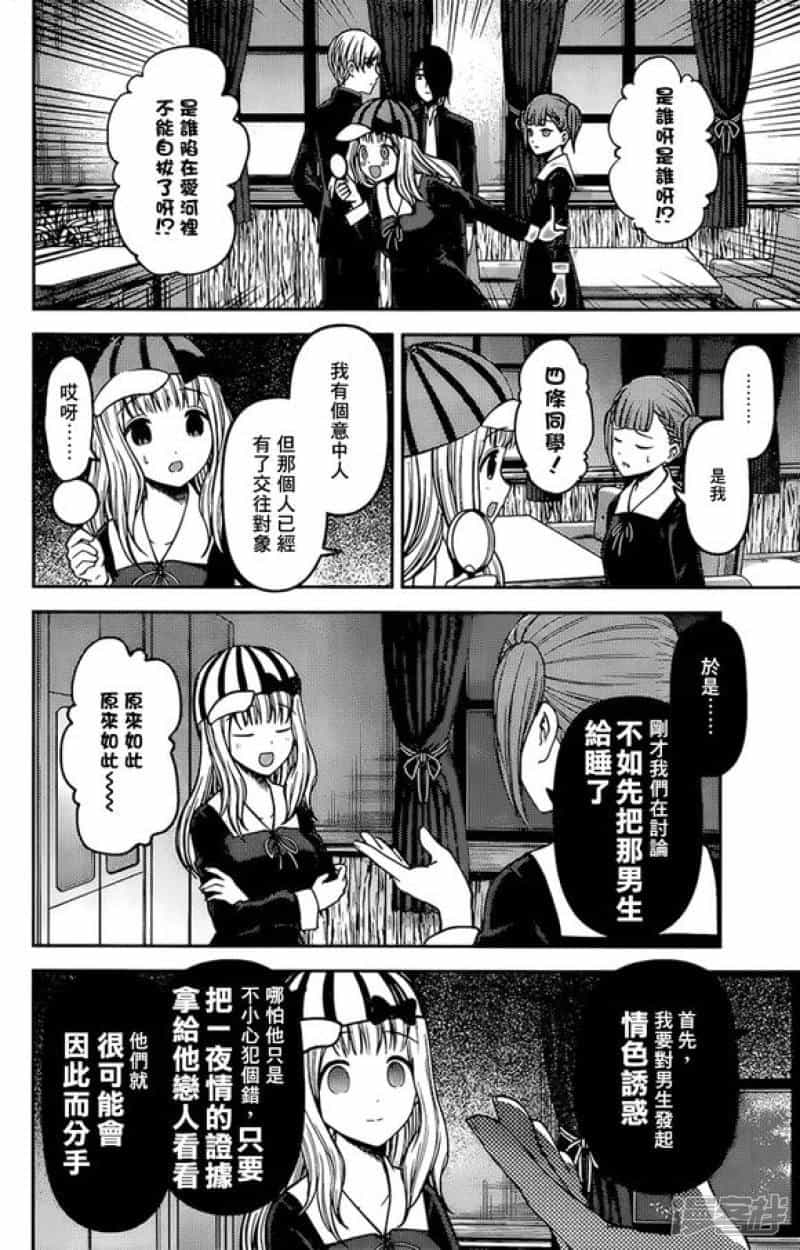 是誰呀是誰呀!?
是誰陷在愛河裡
不能自拔了呀!?
………
是我
四條同學！
我有個意中人
但那個人已經
有了交往對象
哎呀……
於是……
剛才我們在討論
不如先把那男生
給睡了
原來如此
原來如此～
首先，
我要對男生發起
情色誘惑
哪怕他只是
不小心犯個錯，只要
把一夜情的證據
拿給他戀人看看
他們就
很可能會
因此而分手
漫客栈